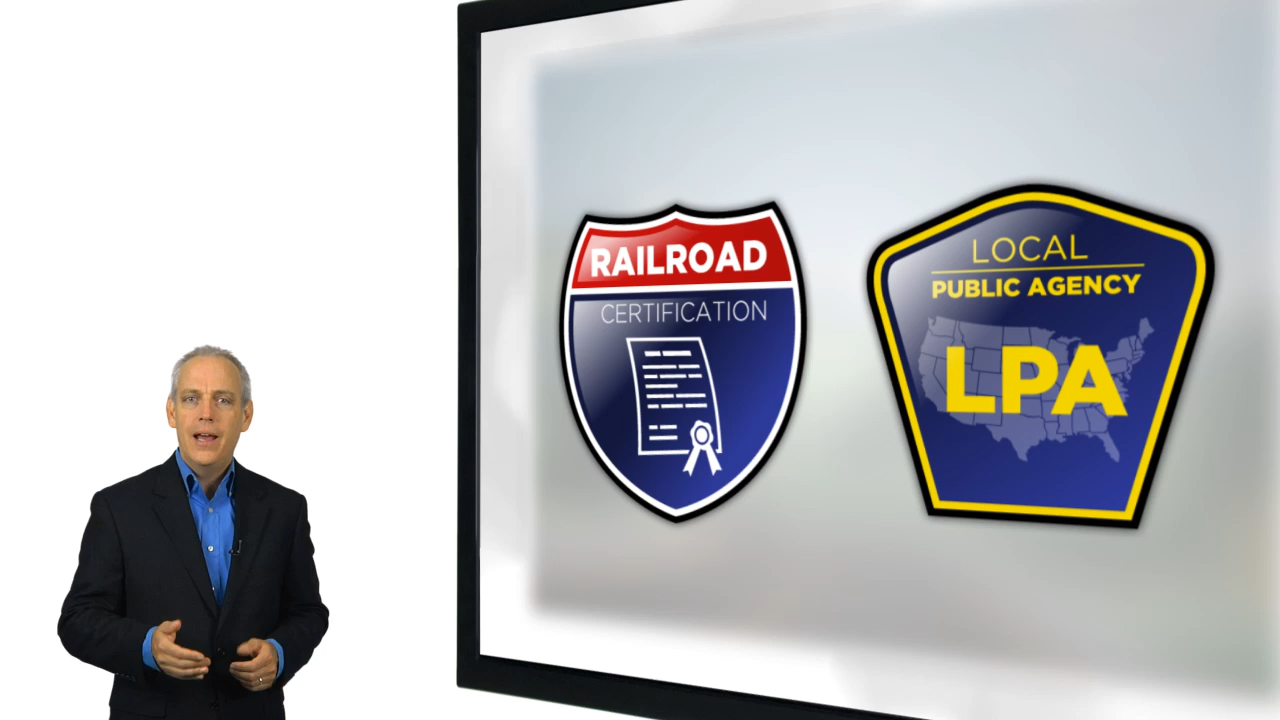 RAILROAD
CERTIFICATION
LOCAL
PUBLIC AGENCY
LPA